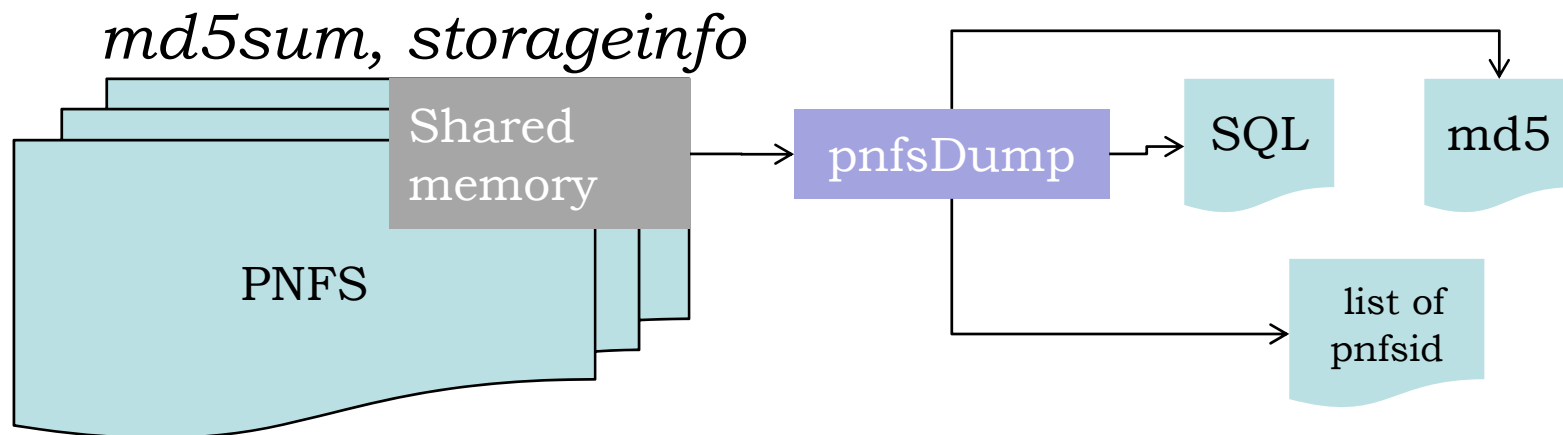 md5sum, storageinfo
Shared
memory
PNFS
pnfsDump
SQL
md5
list of
pnfsid